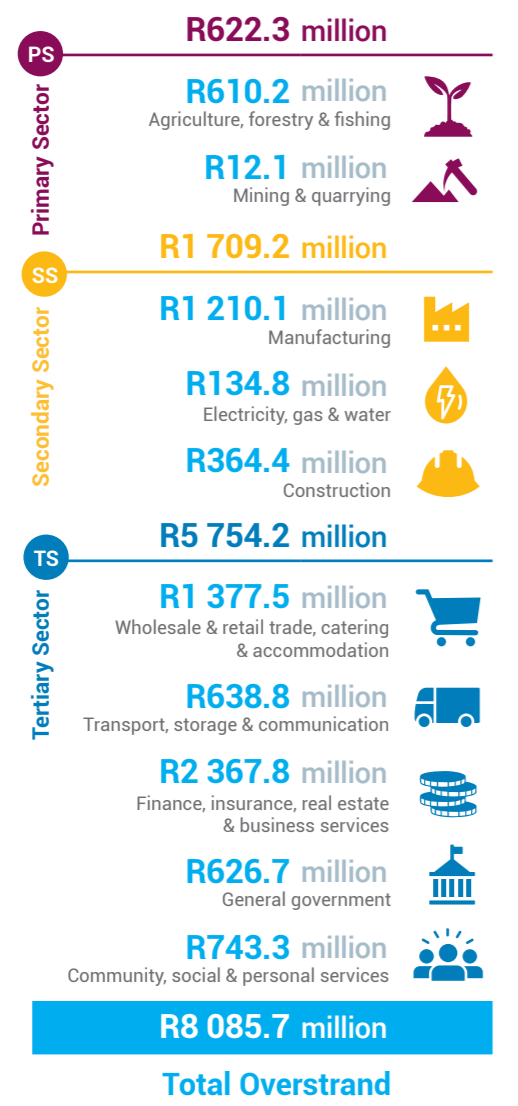 R622.3 million
PS
Primary Sector
R610.2 million
Agriculture, forestry & fishing
R12.1 million
Mining & quarrying
R1 709.2 million
SS
Secondary Sector
R1 210.1 million
Manufacturing
R134.8 million
Electricity, gas & water
R364.4 million
Construction
R5 754.2 million
TS
Tertiary Sector
R1 377.5 million
Wholesale & retail trade, catering
& accommodation
R638.8 million
Transport, storage & communication
R2 367.8 million
Finance, insurance, real estate
& business services
R626.7 million
General government
R743.3 million
Community, social & personal services
R8 085.7 million
Total Overstrand